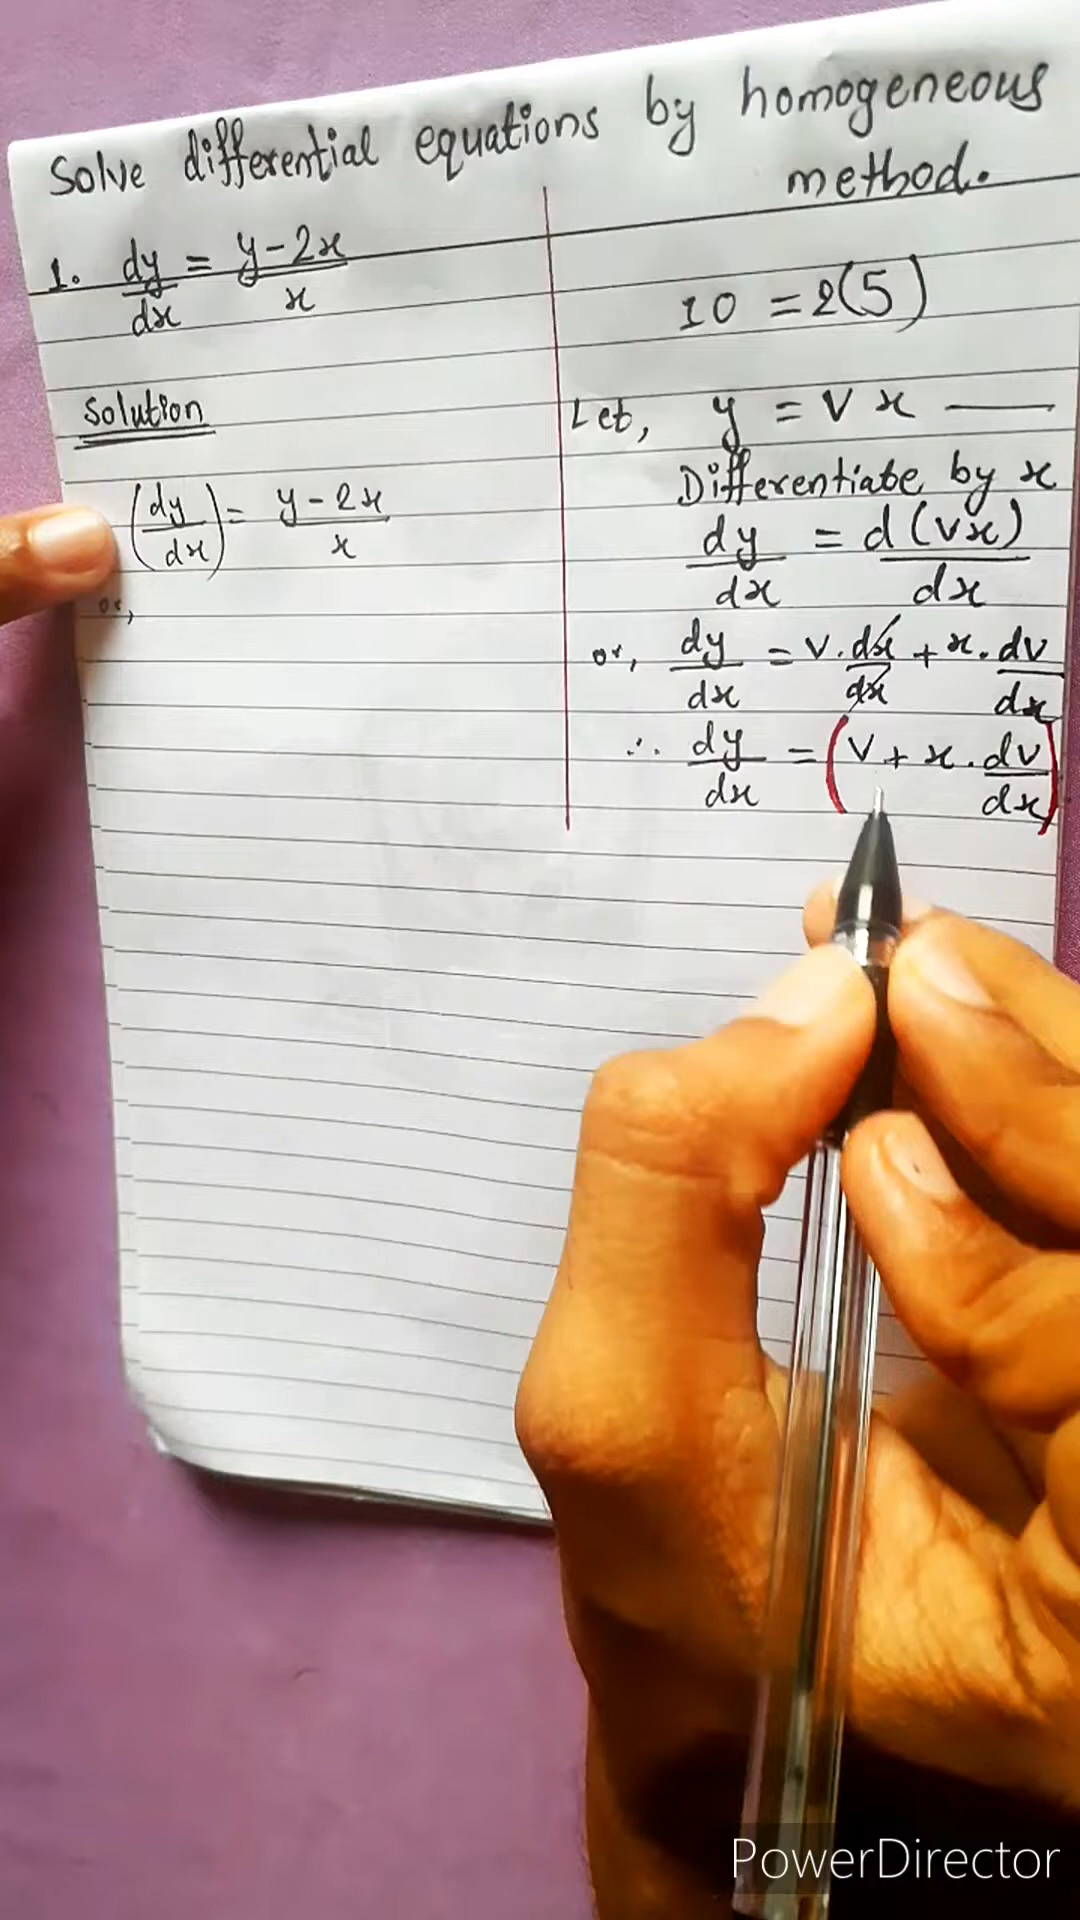 Solve differential equations by homogeneous
method.
1. dy/dx = y-2x/x
Solution
(dy/dx) = y-2x/x
or,
10 = 2(5)
Let, y = vx —
Differentiate by x
dy/dx = d(vx)/dx
or, dy/dx = v.dx/dx + x.dv/dx
∴ dy/dx = (v + x.dv/dx)
PowerDirector